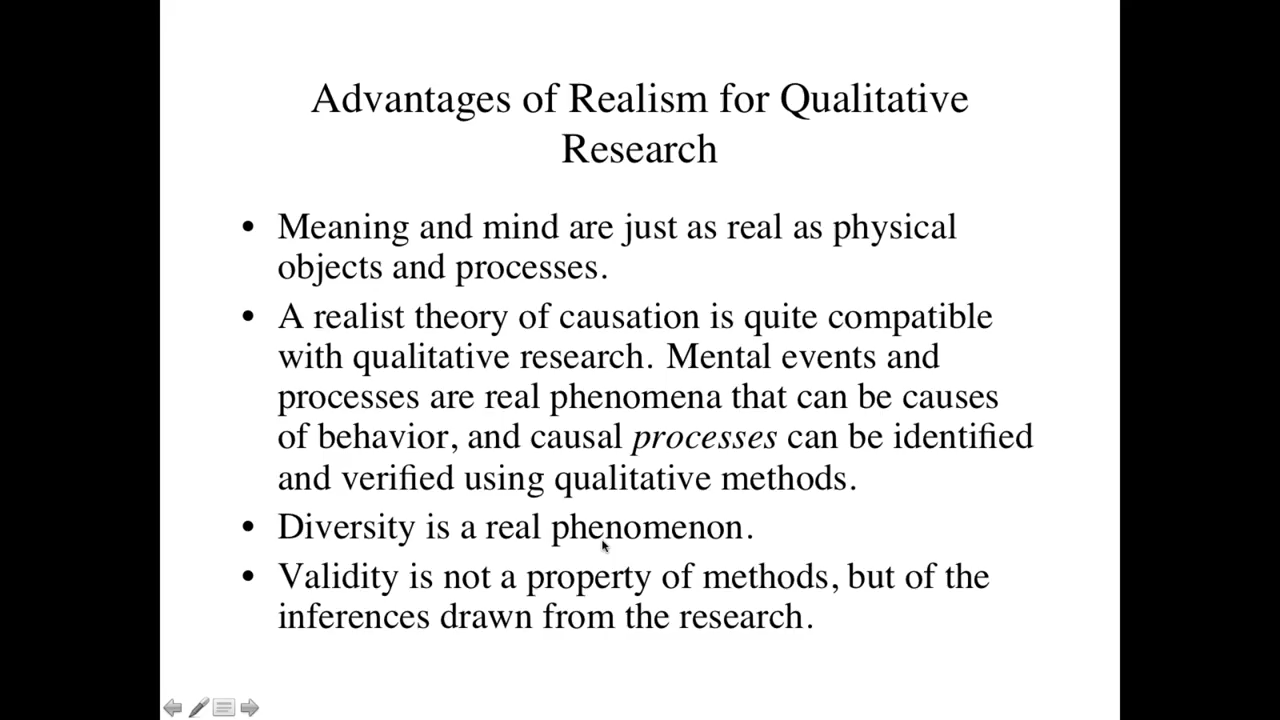 Advantages of Realism for Qualitative
Research
• Meaning and mind are just as real as physical
objects and processes.
• A realist theory of causation is quite compatible
with qualitative research. Mental events and
processes are real phenomena that can be causes
of behavior, and causal processes can be identified
and verified using qualitative methods.
• Diversity is a real phenomenon.
• Validity is not a property of methods, but of the
inferences drawn from the research.